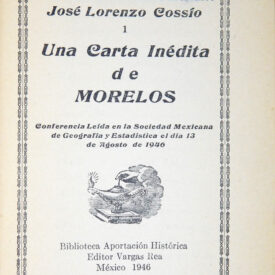 José Lorenzo Cossío
1
Una Carta Inédita
de
MORELOS
Conferencia Leída en la Sociedad Mexicana
de Geografía y Estadística el día 13
de Agosto de 1946
Biblioteca Aportación Histórica
Editor Vargas Rea
México 1946